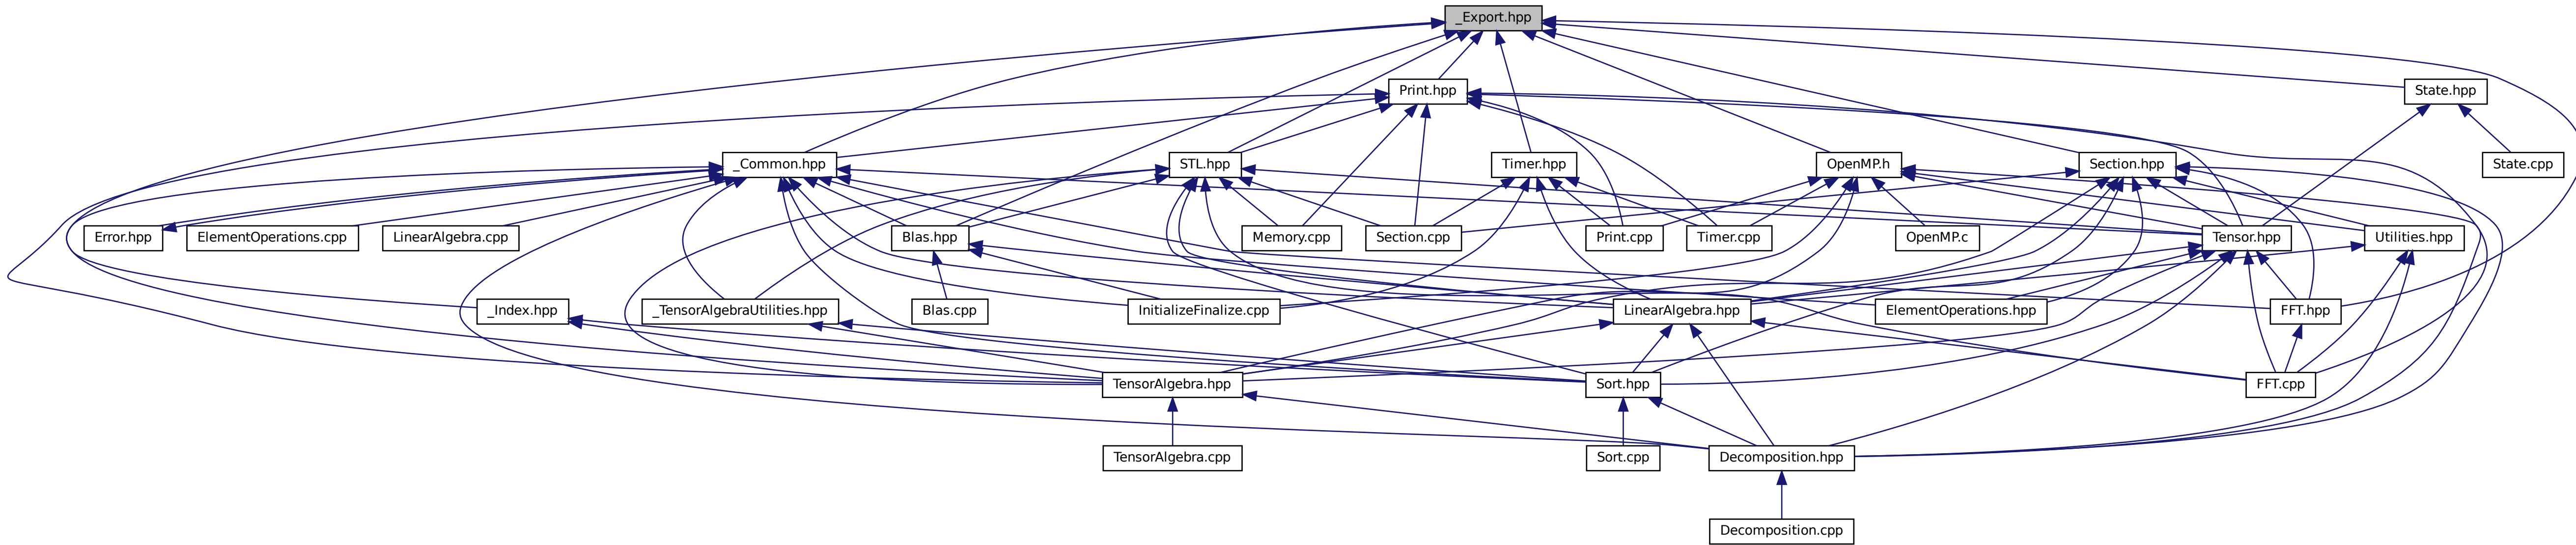 _Export.hpp
Print.hpp
State.hpp
_Common.hpp
STL.hpp
Timer.hpp
OpenMP.h
Section.hpp
State.cpp
Error.hpp
ElementOperations.cpp
LinearAlgebra.cpp
Blas.hpp
Memory.cpp
Section.cpp
Print.cpp
Timer.cpp
OpenMP.c
Tensor.hpp
Utilities.hpp
_Index.hpp
_TensorAlgebraUtilities.hpp
Blas.cpp
InitializeFinalize.cpp
LinearAlgebra.hpp
ElementOperations.hpp
FFT.hpp
TensorAlgebra.hpp
Sort.hpp
FFT.cpp
TensorAlgebra.cpp
Sort.cpp
Decomposition.hpp
Decomposition.cpp